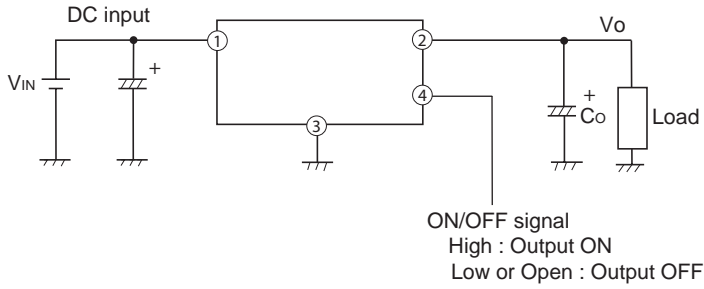 DC input
Vo
1
2
VIN
+
4
+
Co
Load
3
ON/OFF signal
High : Output ON
Low or Open : Output OFF